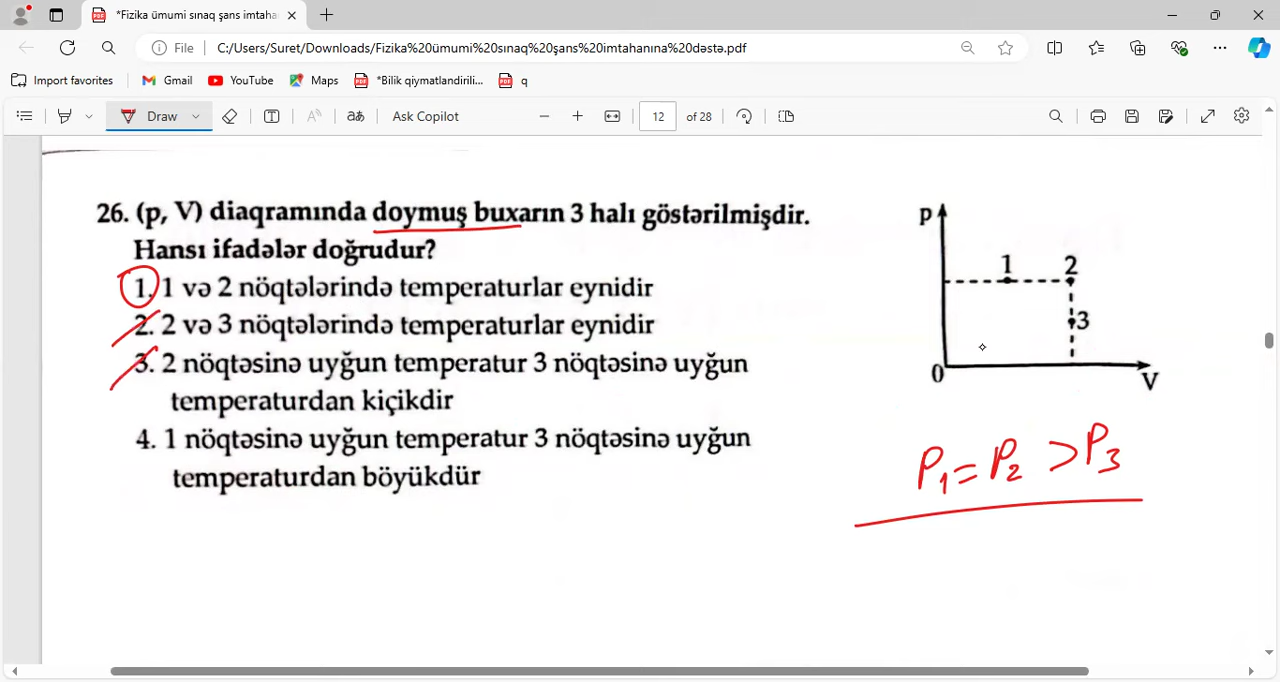 *Fizika ümumi sınaq şans imtaha
File
C:/Users/Suret/Downloads/Fizika%20ümumi%20sınaq%20şans%20imtahanına%20dəstə.pdf
Import favorites
Gmail
YouTube
Maps
*Bilik qiymatlandirili...
q
Draw
aあ
Ask Copilot
12
of 28
26. (p, V) diaqramında doymuş buxarın 3 halı göstərilmişdir.
Hansı ifadələr doğrudur?
1. 1 və 2 nöqtələrində temperaturlar eynidir
2. 2 və 3 nöqtələrində temperaturlar eynidir
3. 2 nöqtəsinə uyğun temperatur 3 nöqtəsinə uyğun
temperaturdan kiçikdir
4. 1 nöqtəsinə uyğun temperatur 3 nöqtəsinə uyğun
temperaturdan böyükdür
P
1
2
3
0
V
P1 = P2 > P3